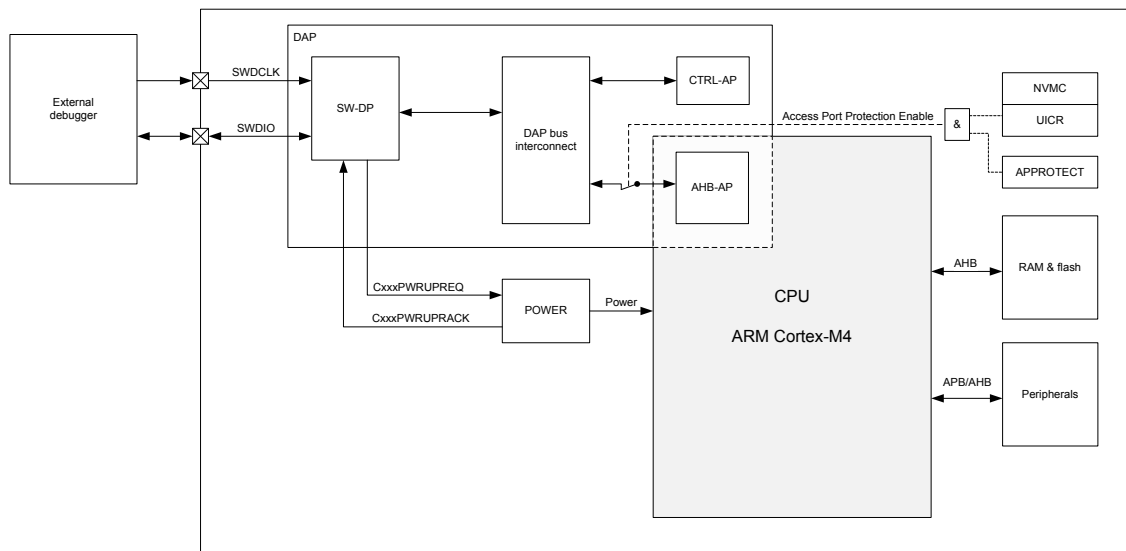 DAP
External
debugger
SWDCLK
SWDIO
SW-DP
DAP bus
interconnect
CTRL-AP
AHB-AP
Access Port Protection Enable
&
NVMC
UICR
APPROTECT
CxxxPWRUPREQ
CxxxPWRUPRACK
POWER
Power
CPU
ARM Cortex-M4
AHB
RAM & flash
APB/AHB
Peripherals